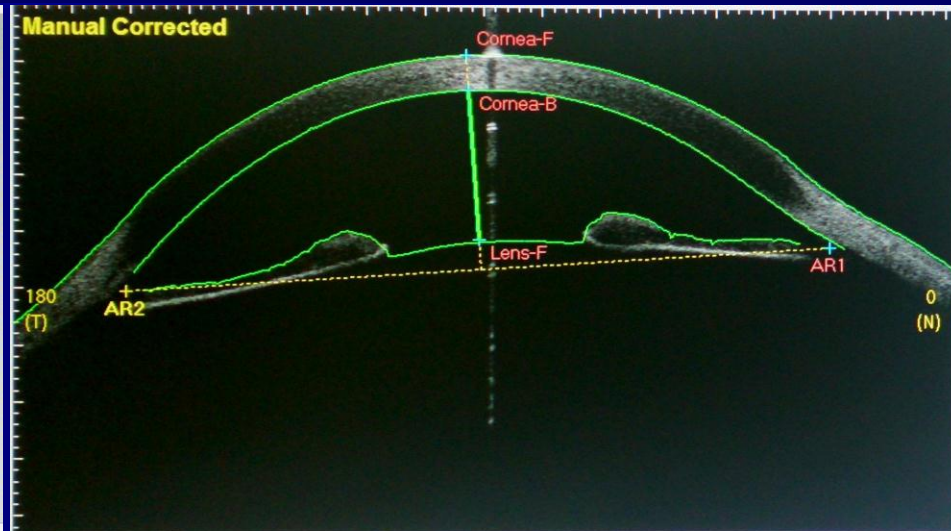 Manual Corrected
Cornea-F
Cornea-B
Lens-F
AR1
AR2
180
(T)
0
(N)